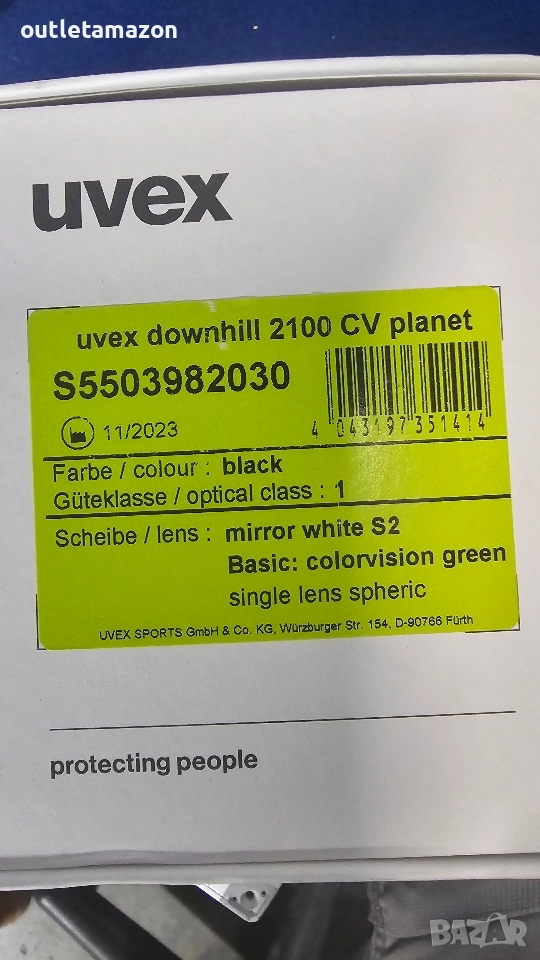 outletamazon
uvex
uvex downhill 2100 CV planet
S5503982030
11/2023
4 043197 351414
Farbe / colour : black
Güteklasse / optical class : 1
Scheibe / lens : mirror white S2
Basic: colorvision green
single lens spheric
UVEX SPORTS GmbH & Co. KG, Würzburger Str. 154, D-90766 Fürth
protecting people
BAZAR